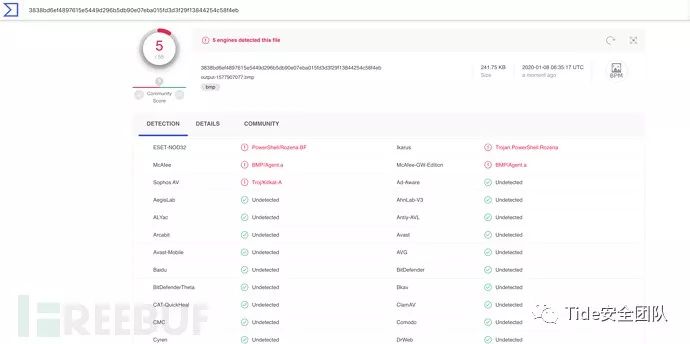 3838bd6ef4897615e5449d296b5db90e07eba015fd3d3f29f13844254c58f4eb
5
/ 58
Community
Score
5 engines detected this file
3838bd6ef4897615e5449d296b5db90e07eba015fd3d3f29f13844254c58f4eb
output-1577907077.bmp
bmp
241.75 KB
Size
2020-01-08 06:35:17 UTC
a moment ago
BPM
DETECTION DETAILS COMMUNITY
ESET-NOD32 PowerShell/Rozena.BF Ikarus Trojan.PowerShell.Rozena
McAfee BMP/Agent.a McAfee-GW-Edition BMP/Agent.a
Sophos AV Troj/Kitkat-A Ad-Aware Undetected
AegisLab Undetected AhnLab-V3 Undetected
ALYac Undetected Antiy-AVL Undetected
Arcabit Undetected Avast Undetected
Avast-Mobile Undetected AVG Undetected
Baidu Undetected BitDefender Undetected
BitDefenderTheta Undetected Bkav Undetected
CAT-QuickHeal Undetected ClamAV Undetected
CMC Undetected Comodo Undetected
Cyren Undetected DrWeb Undetected
FREEBUF
Tide安全团队